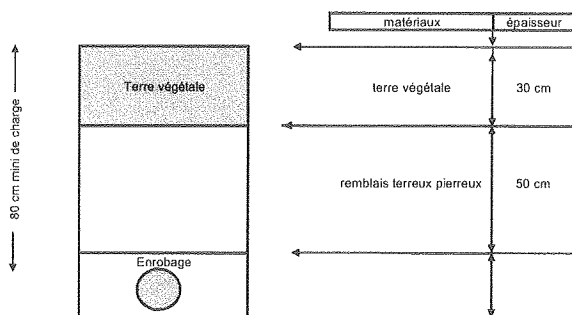 matériaux épaisseur
Terre végétale
terre végétale 30 cm
80 cm mini de charge
remblais terreux pierreux 50 cm
Enrobage